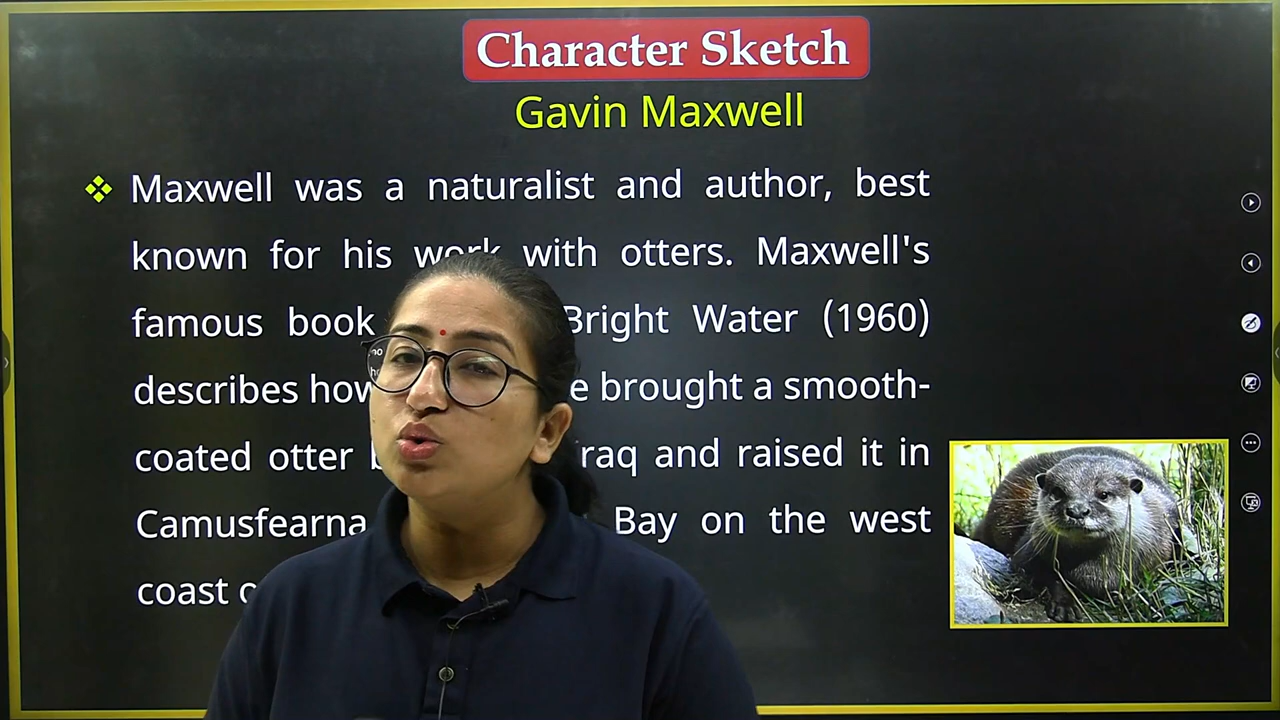 Character Sketch
Gavin Maxwell
Maxwell was a naturalist and author, best
known for his work with otters. Maxwell's
famous book Bright Water (1960)
describes how brought a smooth-
coated otter and raised it in
Camusfearna Bay on the west
coast